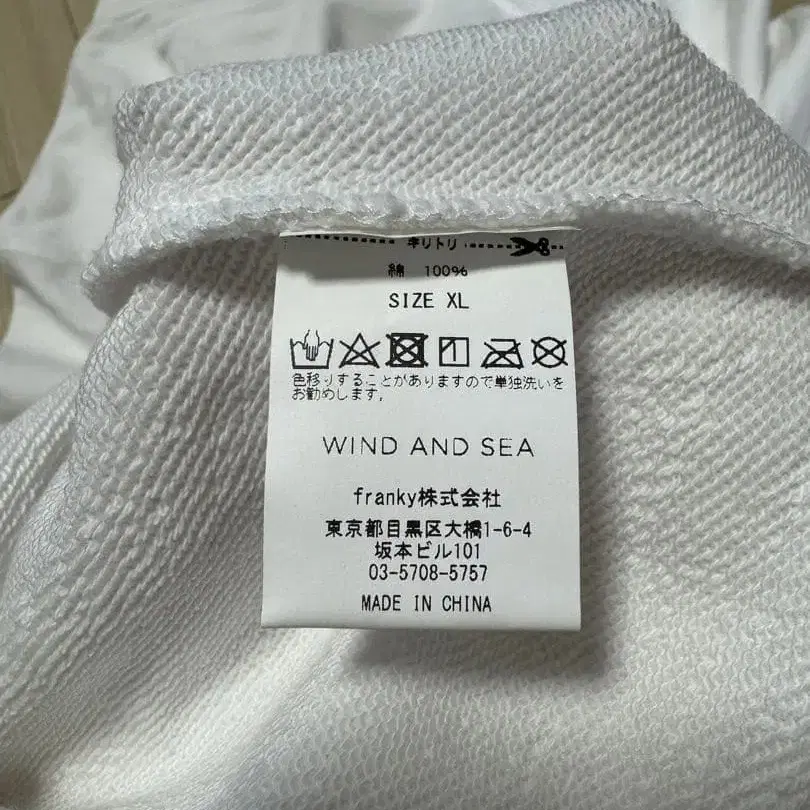 キリトリ
綿 100%
SIZE XL
色移りすることがありますので単独洗いを
お勧めします。
WIND AND SEA
franky株式会社
東京都目黒区大橋1-6-4
坂本ビル101
03-5708-5757
MADE IN CHINA